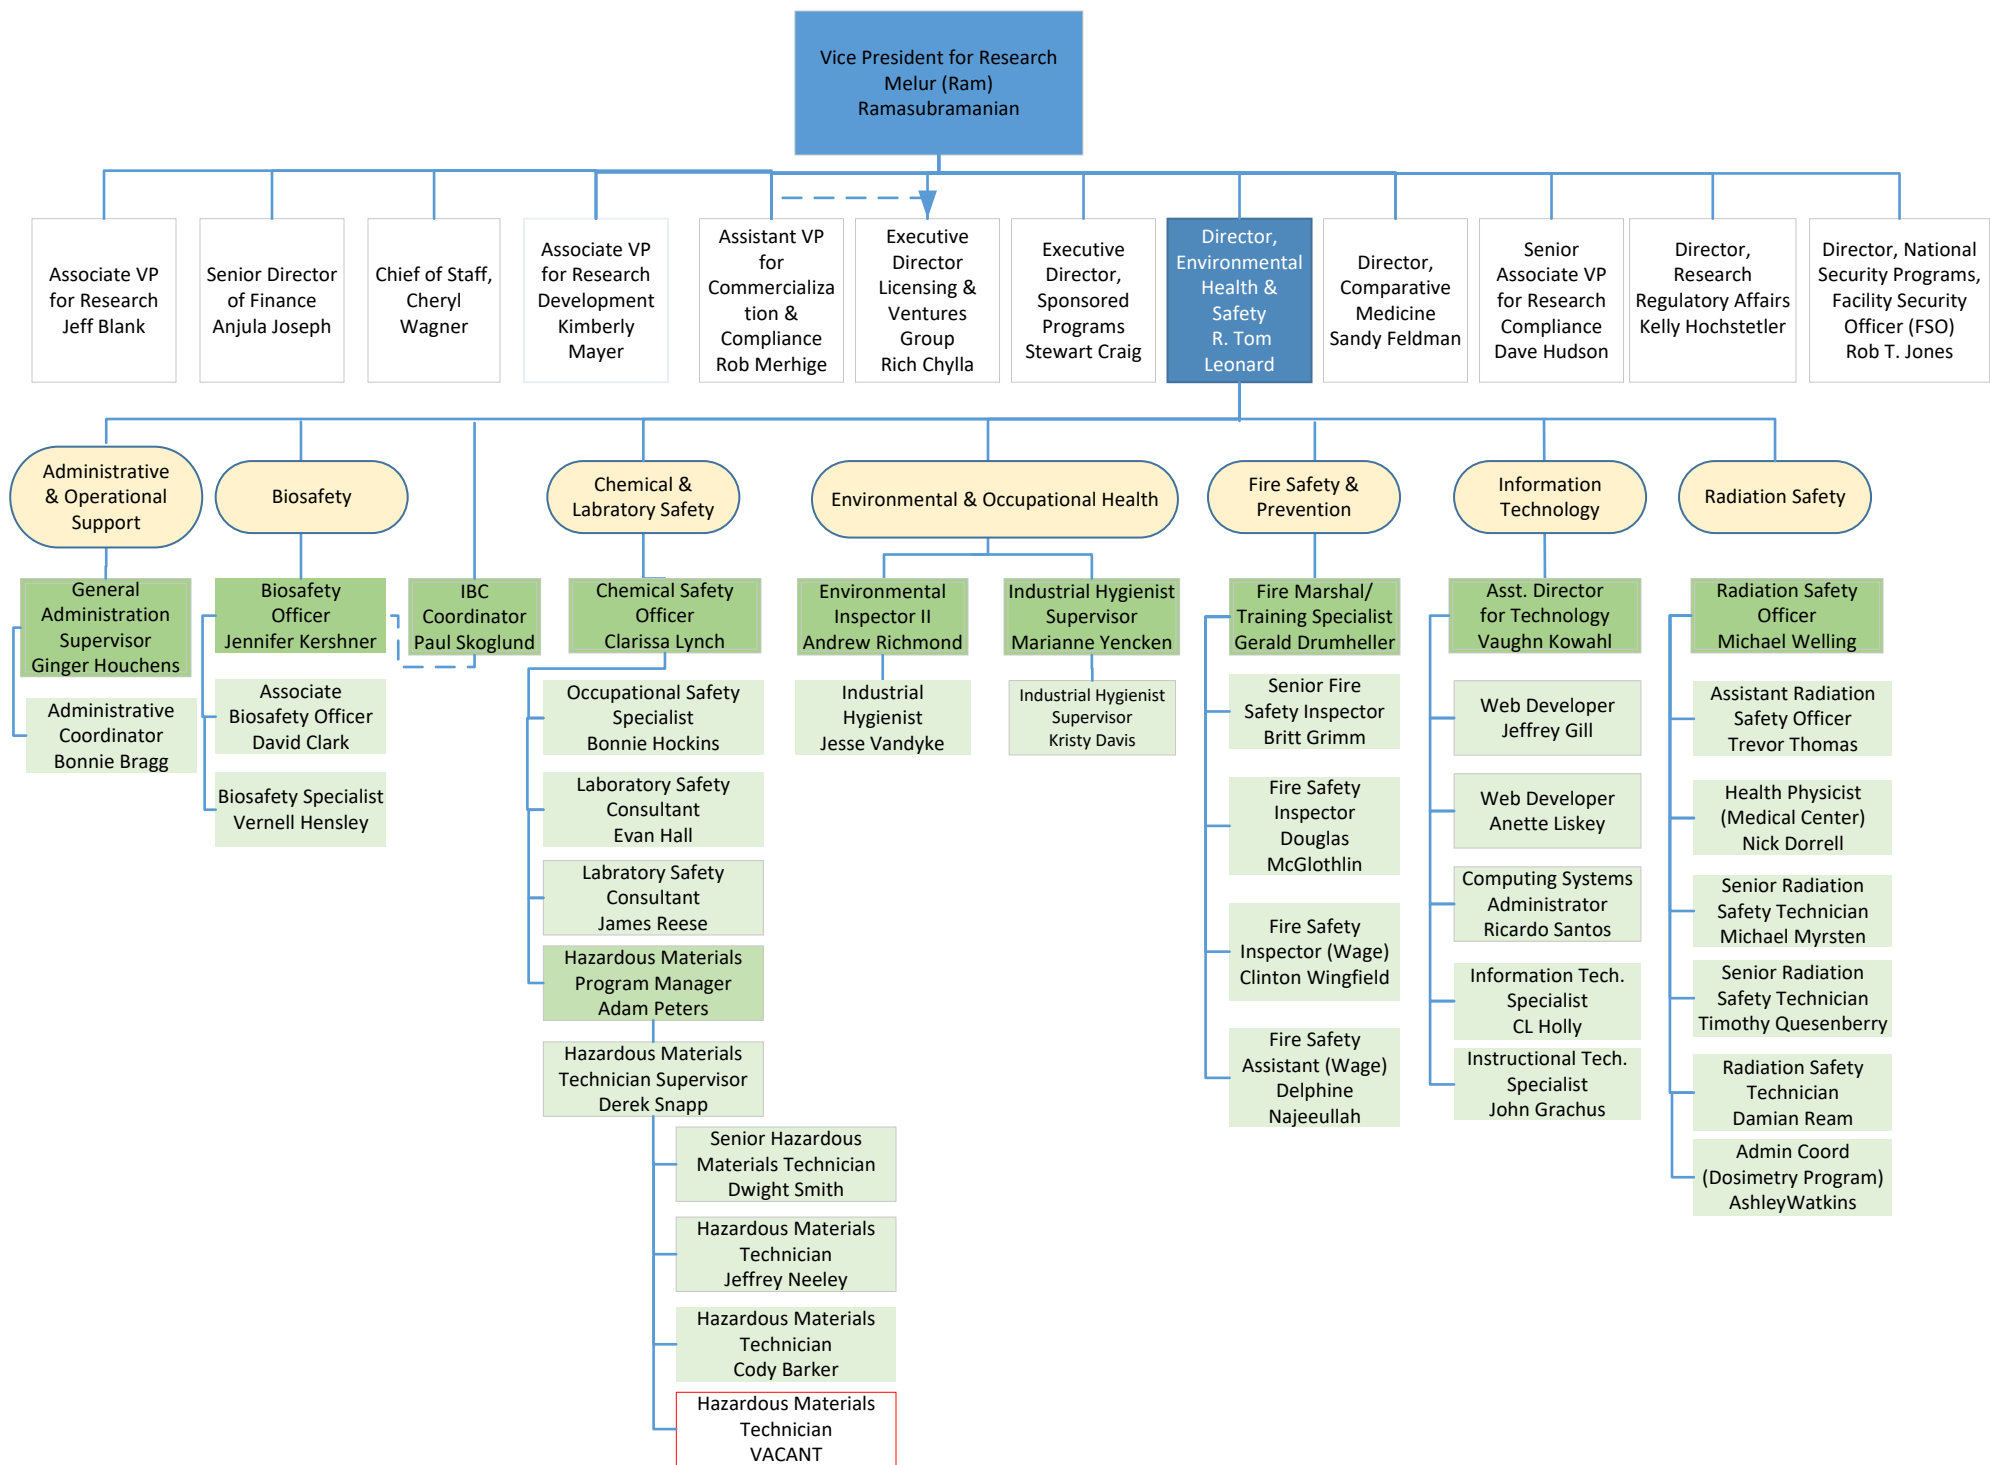 Vice President for Research
Melur (Ram)
Ramasubramanian
Associate VP
for Research
Jeff Blank
Senior Director
of Finance
Anjula Joseph
Chief of Staff,
Cheryl
Wagner
Associate VP
for Research
Development
Kimberly
Mayer
Assistant VP
for
Commercializa
tion &
Compliance
Rob Merhige
Executive
Director
Licensing &
Ventures
Group
Rich Chylla
Executive
Director,
Sponsored
Programs
Stewart Craig
Director,
Environmental
Health &
Safety
R. Tom
Leonard
Director,
Comparative
Medicine
Sandy Feldman
Senior
Associate VP
for Research
Compliance
Dave Hudson
Director,
Research
Regulatory Affairs
Kelly Hochstetler
Director, National
Security Programs,
Facility Security
Officer (FSO)
Rob T. Jones
Administrative
& Operational
Support
Biosafety
Chemical &
Labratory Safety
Environmental & Occupational Health
Fire Safety &
Prevention
Information
Technology
Radiation Safety
General
Administration
Supervisor
Ginger Houchens
Administrative
Coordinator
Bonnie Bragg
Biosafety
Officer
Jennifer Kershner
Associate
Biosafety Officer
David Clark
Biosafety Specialist
Vernell Hensley
IBC
Coordinator
Paul Skoglund
Chemical Safety
Officer
Clarissa Lynch
Occupational Safety
Specialist
Bonnie Hockins
Laboratory Safety
Consultant
Evan Hall
Labratory Safety
Consultant
James Reese
Hazardous Materials
Program Manager
Adam Peters
Hazardous Materials
Technician Supervisor
Derek Snapp
Senior Hazardous
Materials Technician
Dwight Smith
Hazardous Materials
Technician
Jeffrey Neeley
Hazardous Materials
Technician
Cody Barker
Hazardous Materials
Technician
VACANT
Environmental
Inspector II
Andrew Richmond
Industrial
Hygienist
Jesse Vandyke
Industrial Hygienist
Supervisor
Marianne Yencken
Industrial Hygienist
Supervisor
Kristy Davis
Fire Marshal/
Training Specialist
Gerald Drumheller
Senior Fire
Safety Inspector
Britt Grimm
Fire Safety
Inspector
Douglas
McGlothlin
Fire Safety
Inspector (Wage)
Clinton Wingfield
Fire Safety
Assistant (Wage)
Delphine
Najeeullah
Asst. Director
for Technology
Vaughn Kowahl
Web Developer
Jeffrey Gill
Web Developer
Anette Liskey
Computing Systems
Administrator
Ricardo Santos
Information Tech.
Specialist
CL Holly
Instructional Tech.
Specialist
John Grachus
Radiation Safety
Officer
Michael Welling
Assistant Radiation
Safety Officer
Trevor Thomas
Health Physicist
(Medical Center)
Nick Dorrell
Senior Radiation
Safety Technician
Michael Myrsten
Senior Radiation
Safety Technician
Timothy Quesenberry
Radiation Safety
Technician
Damian Ream
Admin Coord
(Dosimetry Program)
AshleyWatkins